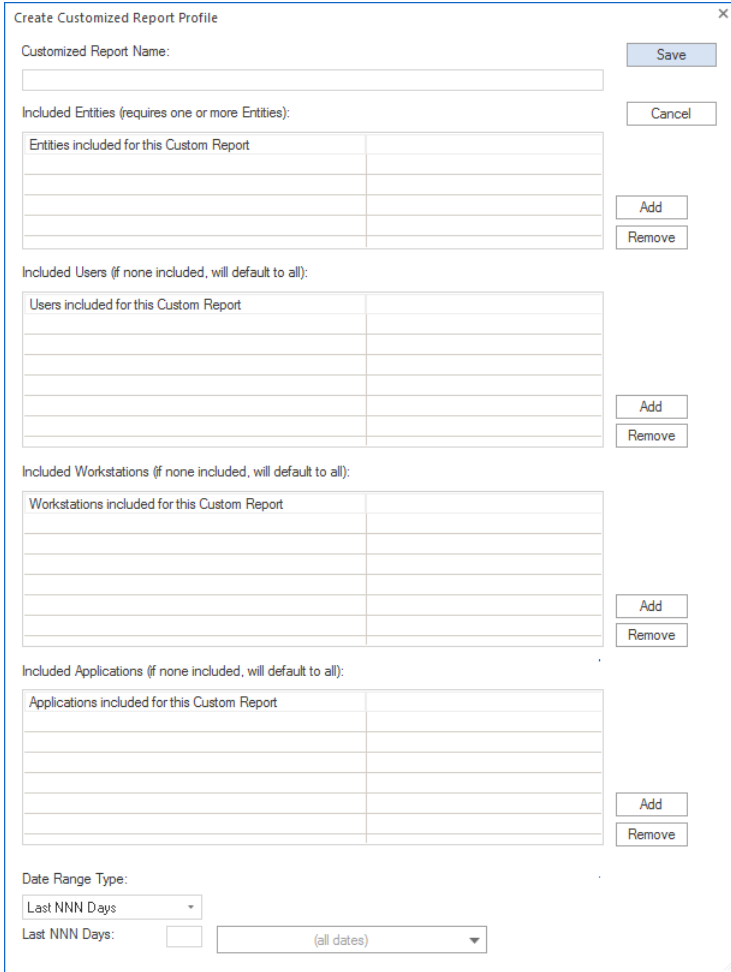 Create Customized Report Profile
Customized Report Name:
Save
Included Entities (requires one or more Entities):
Cancel
Entities included for this Custom Report
Add
Remove
Included Users (if none included, will default to all):
Users included for this Custom Report
Add
Remove
Included Workstations (if none included, will default to all):
Workstations included for this Custom Report
Add
Remove
Included Applications (if none included, will default to all):
Applications included for this Custom Report
Add
Remove
Date Range Type:
Last NNN Days
Last NNN Days:
(all dates)